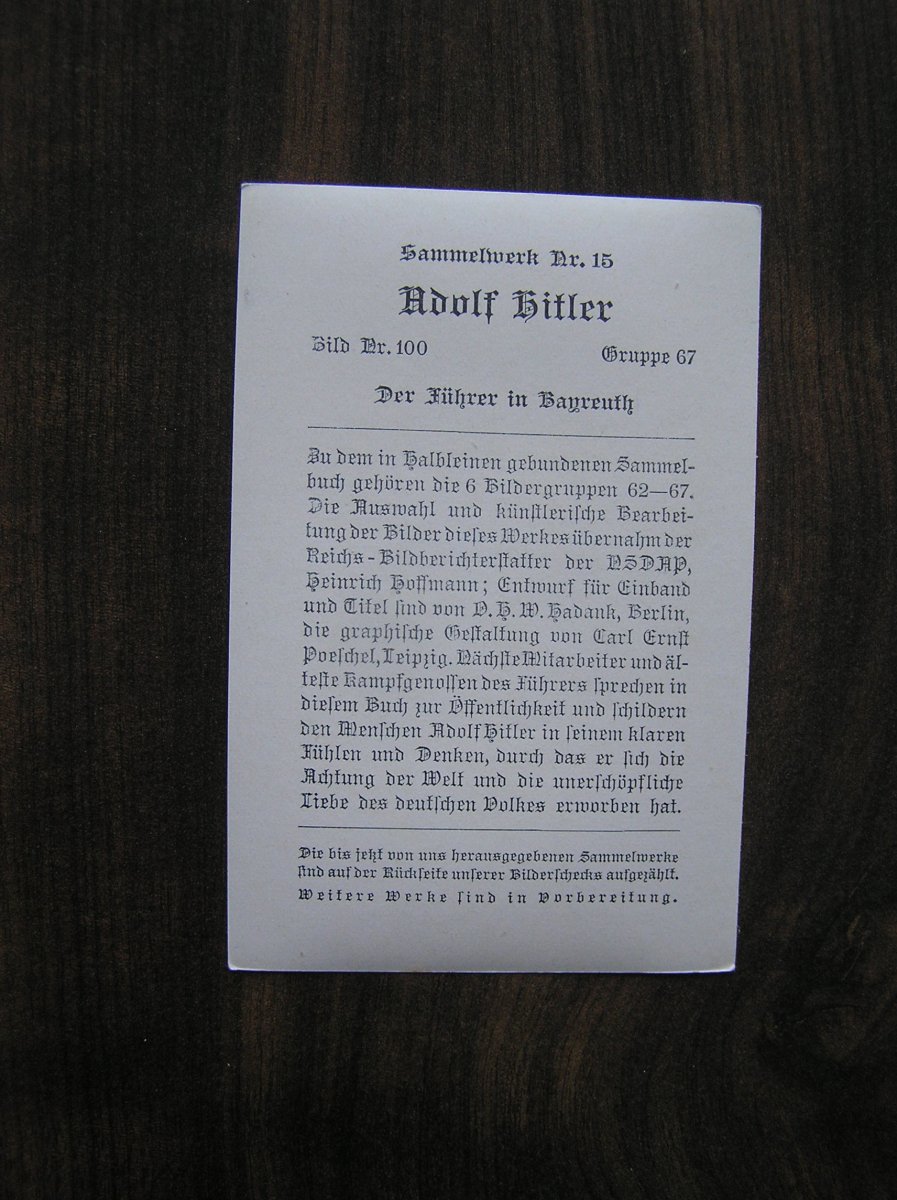 Sammelwerk Nr. 15
Adolf Hitler
Bild Nr. 100 Gruppe 67
Der Führer in Bayreuth
Zu dem in Halbleinen gebundenen Sammel-
buch gehören die 6 Bildergruppen 62—67.
Die Auswahl und künstlerische Bearbei-
tung der Bilder dieses Werkes übernahm der
Reichs-Bildberichterstatter der NSDAP,
Heinrich Hoffmann; Entwurf für Einband
und Titel sind von O. H. W. Hadank, Berlin,
die graphische Gestaltung von Carl Ernst
Poeschel, Leipzig. Nächste Mitarbeiter und äl-
teste Kampfgenossen des Führers sprechen in
diesem Buch zur Öffentlichkeit und schildern
den Menschen Adolf Hitler in seinem klaren
Fühlen und Denken, durch das er sich die
Achtung der Welt und die unerschöpfliche
Liebe des deutschen Volkes erworben hat.
Die bis jetzt von uns herausgegebenen Sammelwerke
sind auf der Rückseite unserer Bilderschecks aufgezählt.
Weitere Werke sind in Vorbereitung.